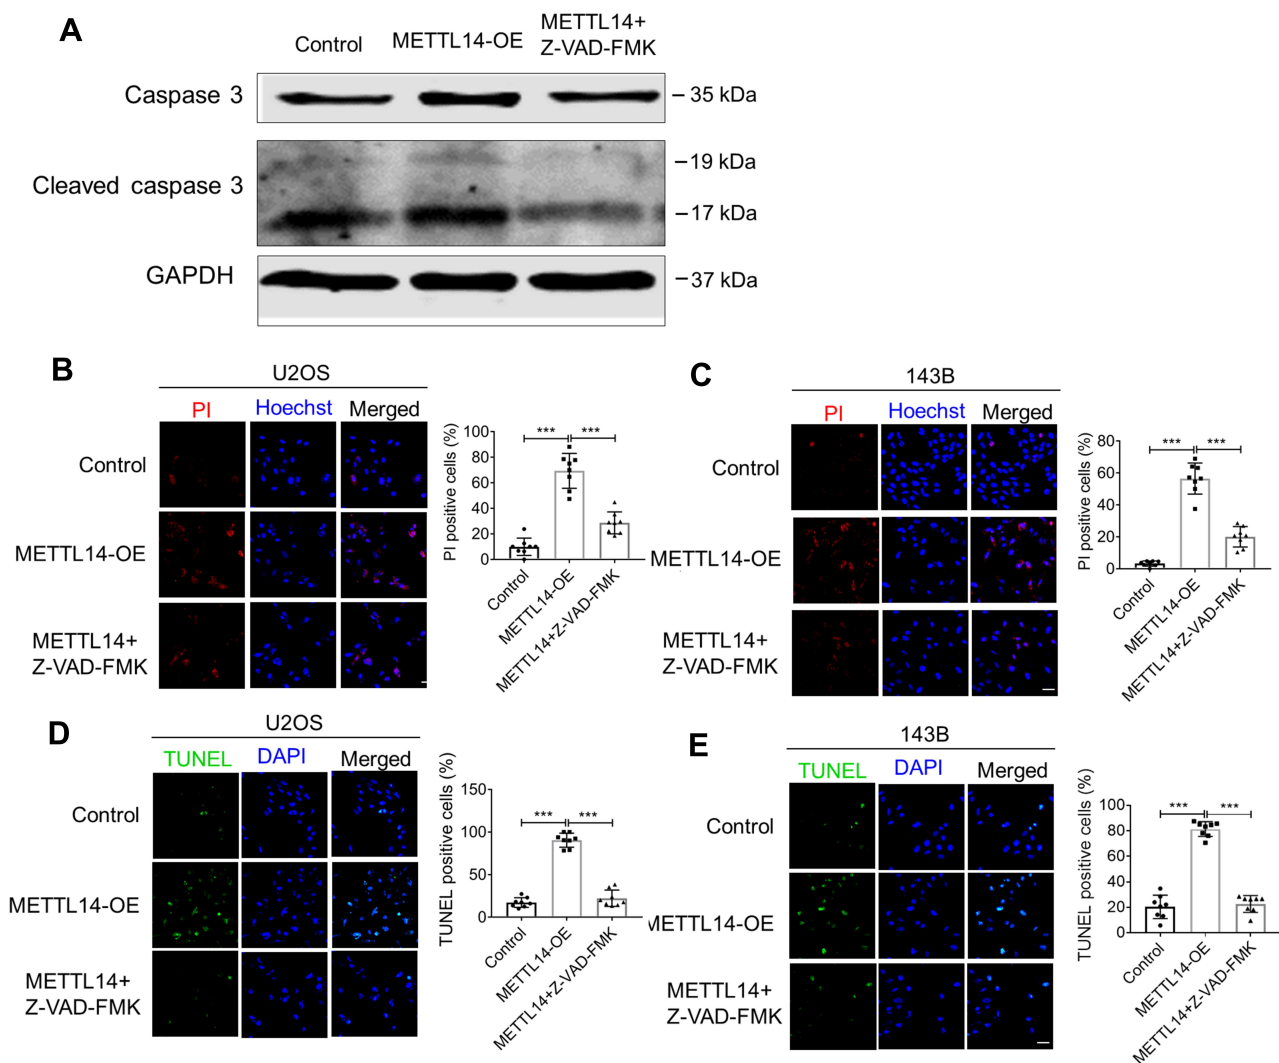 A
Control
METTL14-OE
METTL14+
Z-VAD-FMK
Caspase 3
35 kDa
Cleaved caspase 3
19 kDa
17 kDa
GAPDH
37 kDa
B
U2OS
PI
Hoechst
Merged
Control
METTL14-OE
METTL14+
Z-VAD-FMK
PI positive cells (%)
100
80
60
40
20
0
***
***
Control
METTL14-OE
METTL14+Z-VAD-FMK
C
143B
PI
Hoechst
Merged
Control
METTL14-OE
METTL14+
Z-VAD-FMK
PI positive cells (%)
80
60
40
20
0
***
***
Control
METTL14-OE
METTL14+Z-VAD-FMK
D
U2OS
TUNEL
DAPI
Merged
Control
METTL14-OE
METTL14+
Z-VAD-FMK
TUNEL positive cells (%)
150
100
50
0
***
***
Control
METTL14-OE
METTL14+Z-VAD-FMK
E
143B
TUNEL
DAPI
Merged
Control
METTL14-OE
METTL14+
Z-VAD-FMK
TUNEL positive cells (%)
100
80
60
40
20
0
***
***
Control
METTL14-OE
METTL14+Z-VAD-FMK